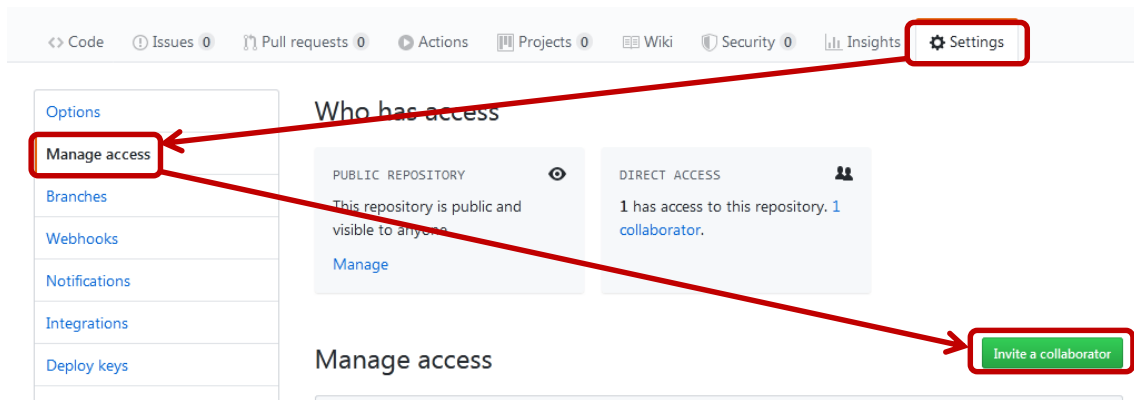 Code Issues 0 Pull requests 0 Actions Projects 0 Wiki Security 0 Insights Settings
Options
Manage access
Branches
Webhooks
Notifications
Integrations
Deploy keys
Who has access
PUBLIC REPOSITORY
This repository is public and
visible to anyone.
Manage
DIRECT ACCESS
1 has access to this repository. 1
collaborator.
Manage access
Invite a collaborator